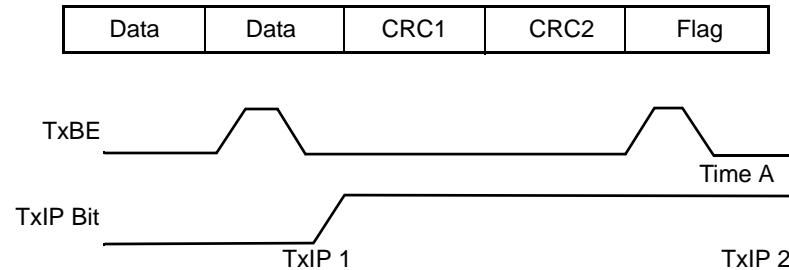 Data Data CRC1 CRC2 Flag
TxBE
Time A
TxIP Bit
TxIP 1 TxIP 2